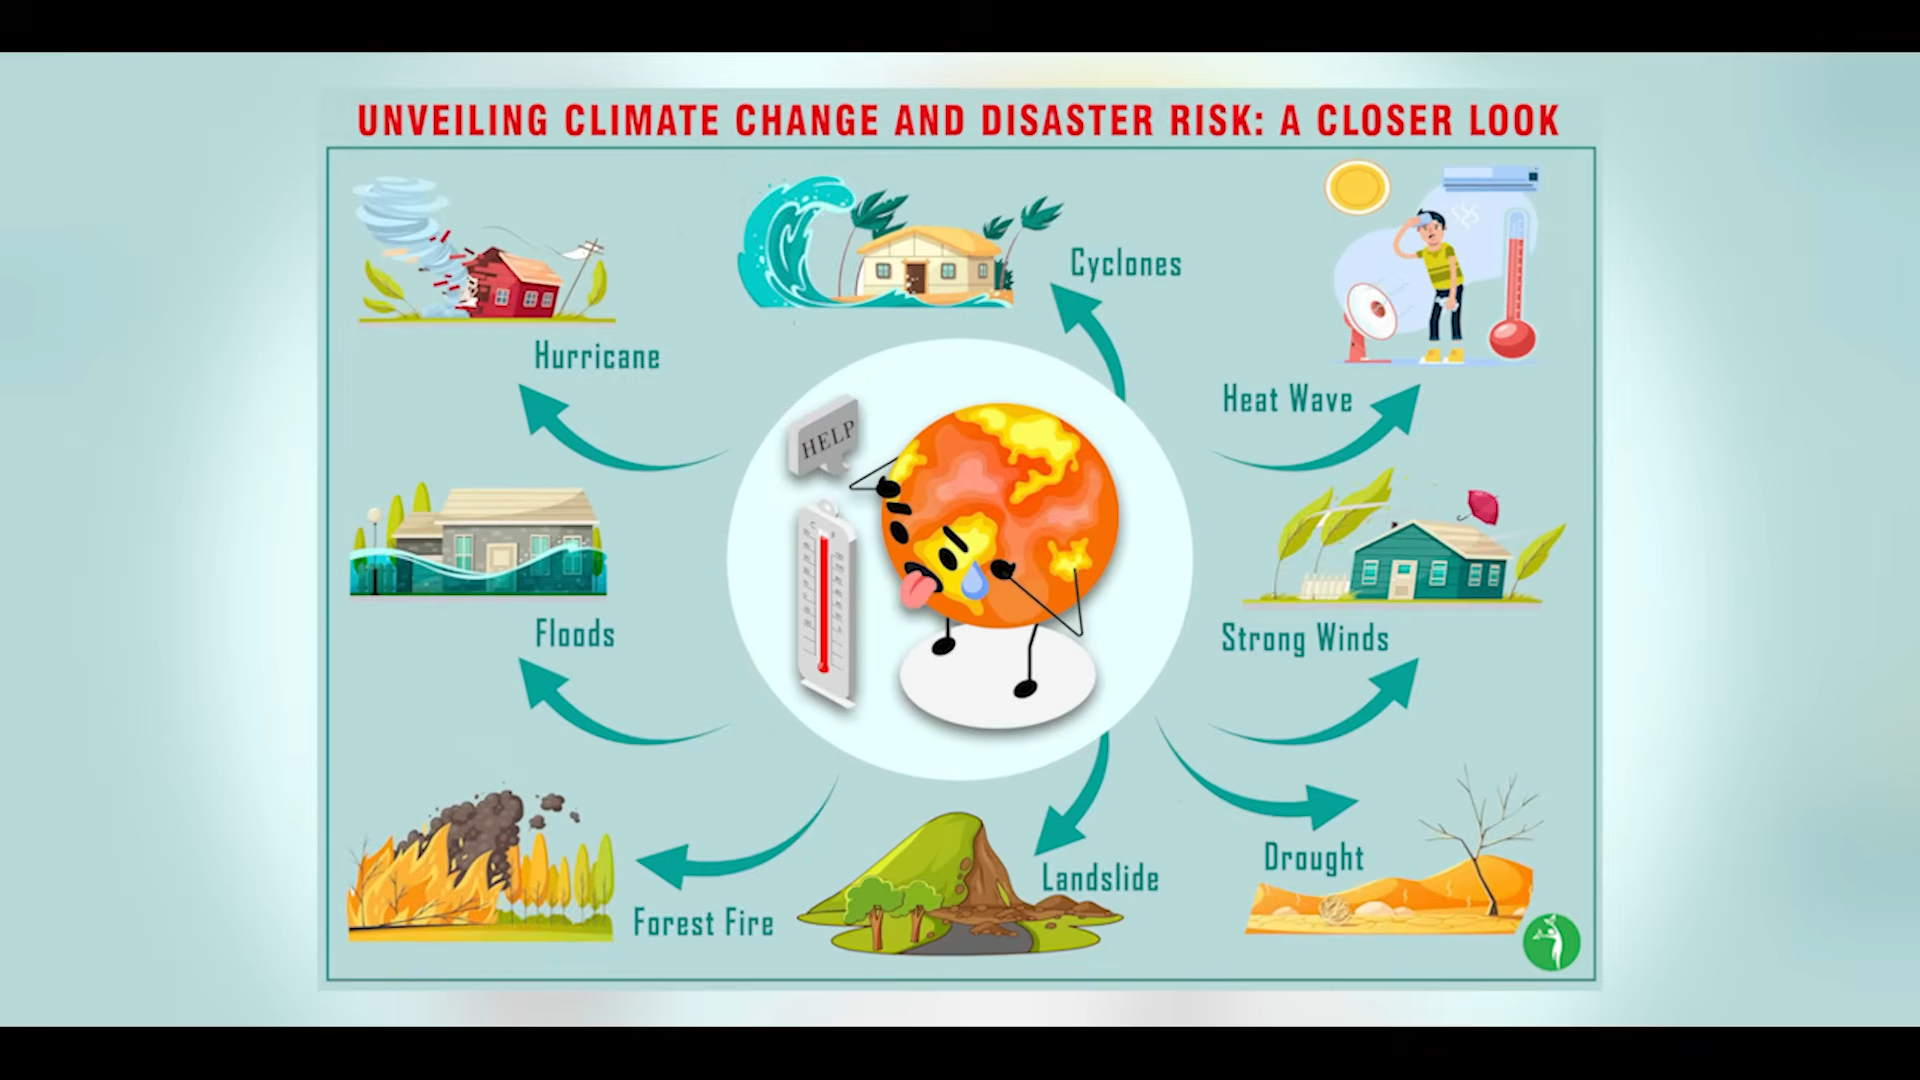 UNVEILING CLIMATE CHANGE AND DISASTER RISK: A CLOSER LOOK
Cyclones
Hurricane
Heat Wave
HELP
Floods
Strong Winds
Drought
Landslide
Forest Fire